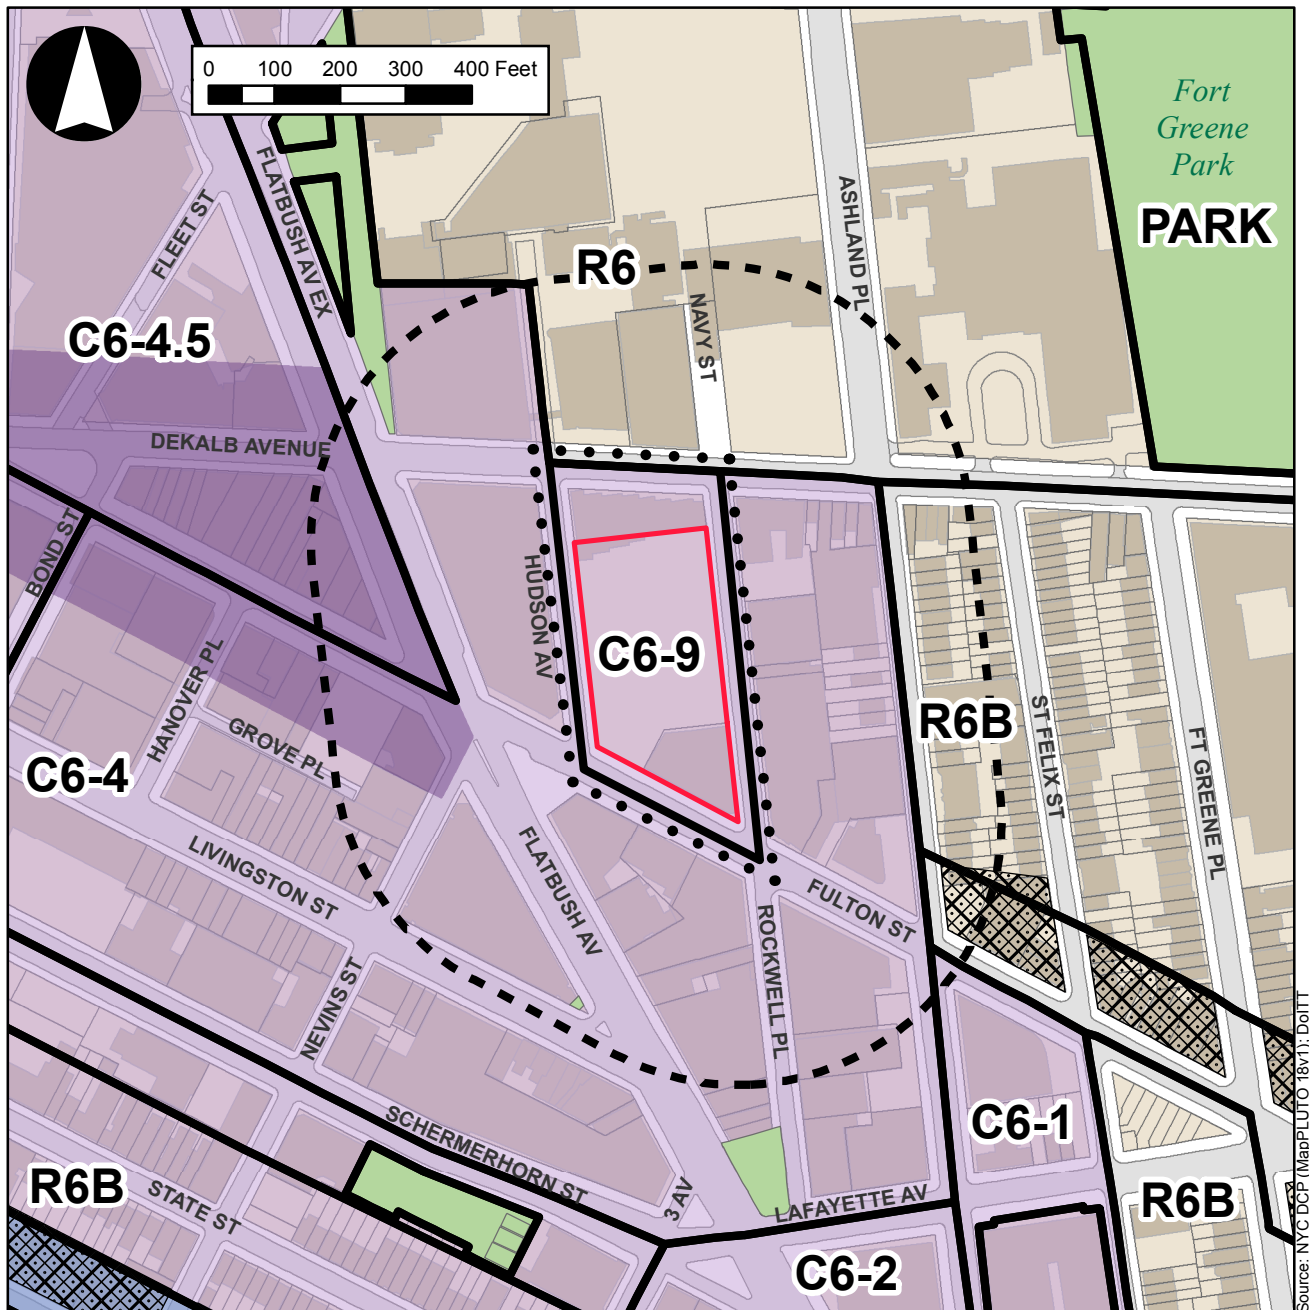 0 100 200 300 400 Feet
Fort
Greene
Park
PARK
FLEET ST
FLATBUSH AV EX
ASHLAND PL
R6
NAVY ST
C6-4.5
DEKALB AVENUE
BOND ST
HUDSON AV
HANOVER PL
C6-9
GROVE PL
R6B
ST FELIX ST
FT GREENE PL
C6-4
LIVINGSTON ST
FLATBUSH AV
FULTON ST
ROCKWELL PL
NEVINS ST
C6-1
SCHERMERHORN ST
R6B
STATE ST
3 AV
LAFAYETTE AV
R6B
C6-2
Source: NYC DCP (MapPLUTO 18v1); DoITT